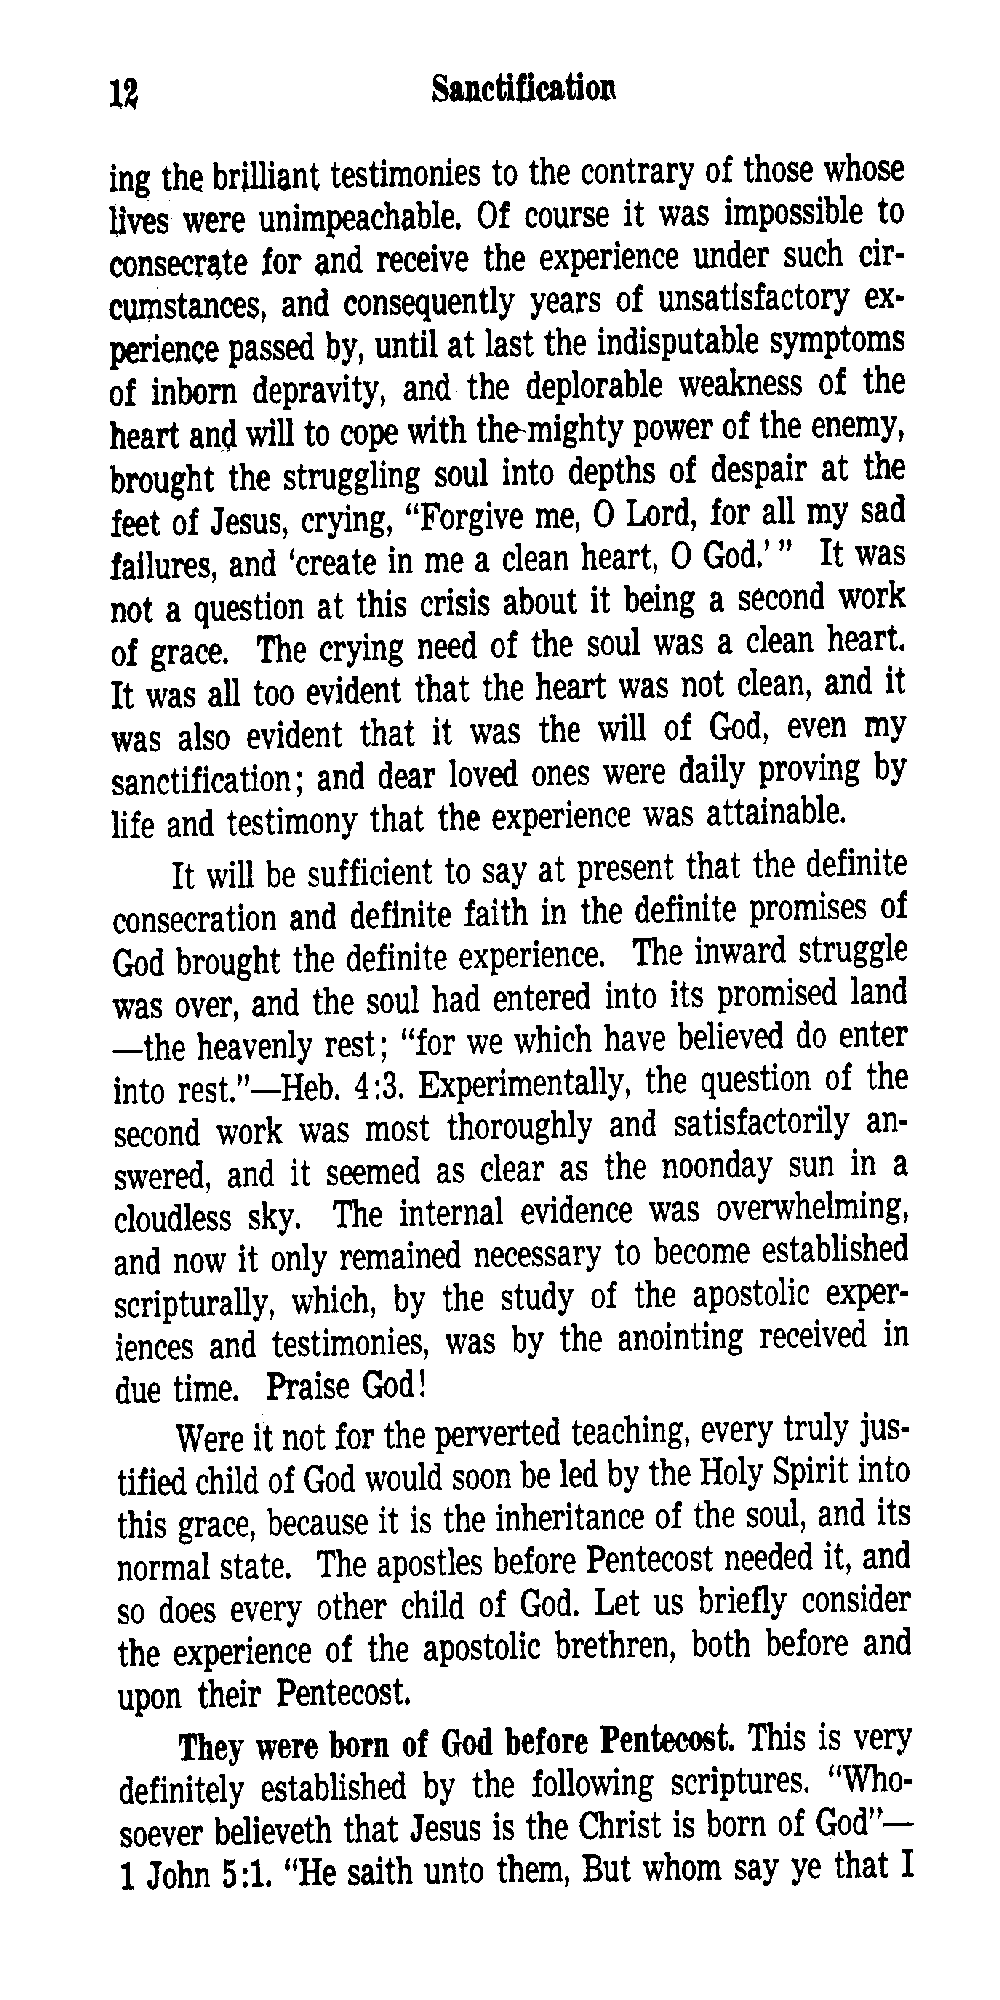 12 Sanctification
ing the brilliant testimonies to the contrary of those whose
lives were unimpeachable. Of course it was impossible to
consecrate for and receive the experience under such cir-
cumstances, and consequently years of unsatisfactory ex-
perience passed by, until at last the indisputable symptoms
of inborn depravity, and the deplorable weakness of the
heart and will to cope with the mighty power of the enemy,
brought the struggling soul into depths of despair at the
feet of Jesus, crying, “Forgive me, O Lord, for all my sad
failures, and ‘create in me a clean heart, O God.’ ” It was
not a question at this crisis about it being a second work
of grace. The crying need of the soul was a clean heart.
It was all too evident that the heart was not clean, and it
was also evident that it was the will of God, even my
sanctification; and dear loved ones were daily proving by
life and testimony that the experience was attainable.
It will be sufficient to say at present that the definite
consecration and definite faith in the definite promises of
God brought the definite experience. The inward struggle
was over, and the soul had entered into its promised land
—the heavenly rest; “for we which have believed do enter
into rest.”—Heb. 4:3. Experimentally, the question of the
second work was most thoroughly and satisfactorily an-
swered, and it seemed as clear as the noonday sun in a
cloudless sky. The internal evidence was overwhelming,
and now it only remained necessary to become established
scripturally, which, by the study of the apostolic exper-
iences and testimonies, was by the anointing received in
due time. Praise God!
Were it not for the perverted teaching, every truly jus-
tified child of God would soon be led by the Holy Spirit into
this grace, because it is the inheritance of the soul, and its
normal state. The apostles before Pentecost needed it, and
so does every other child of God. Let us briefly consider
the experience of the apostolic brethren, both before and
upon their Pentecost.
They were born of God before Pentecost. This is very
definitely established by the following scriptures. “Who-
soever believeth that Jesus is the Christ is born of God”—
1 John 5:1. “He saith unto them, But whom say ye that I